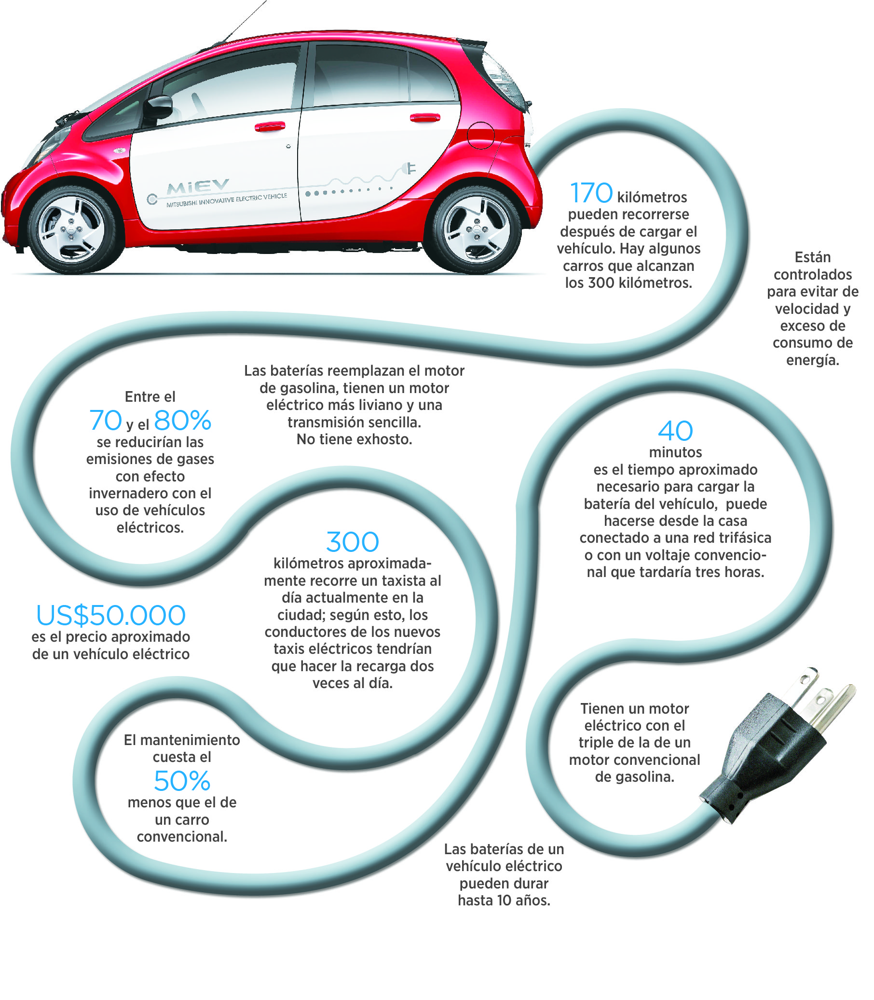 MiEV
MITSUBISHI INNOVATIVE ELECTRIC VEHICLE
170 kilómetros
pueden recorrerse
después de cargar el
vehículo. Hay algunos
carros que alcanzan
los 300 kilómetros.
Están
controlados
para evitar de
velocidad y
exceso de
consumo de
energía.
Las baterías reemplazan el motor
de gasolina, tienen un motor
eléctrico más liviano y una
transmisión sencilla.
No tiene exhosto.
Entre el
70 y el 80%
se reducirían las
emisiones de gases
con efecto
invernadero con el
uso de vehículos
eléctricos.
40
minutos
es el tiempo aproximado
necesario para cargar la
batería del vehículo, puede
hacerse desde la casa
conectado a una red trifásica
o con un voltaje convencio-
nal que tardaría tres horas.
300
kilómetros aproximada-
mente recorre un taxista al
día actualmente en la
ciudad; según esto, los
conductores de los nuevos
taxis eléctricos tendrían
que hacer la recarga dos
veces al día.
US$50.000
es el precio aproximado
de un vehículo eléctrico
Tienen un motor
eléctrico con el
triple de la de un
motor convencional
de gasolina.
El mantenimiento
cuesta el
50%
menos que el de
un carro
convencional.
Las baterías de un
vehículo eléctrico
pueden durar
hasta 10 años.